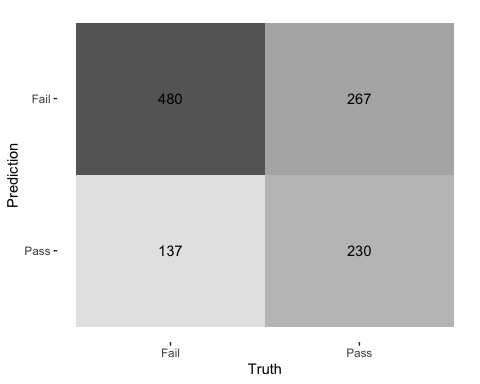 Prediction
Fail
480
267
Pass
137
230
Fail
Pass
Truth